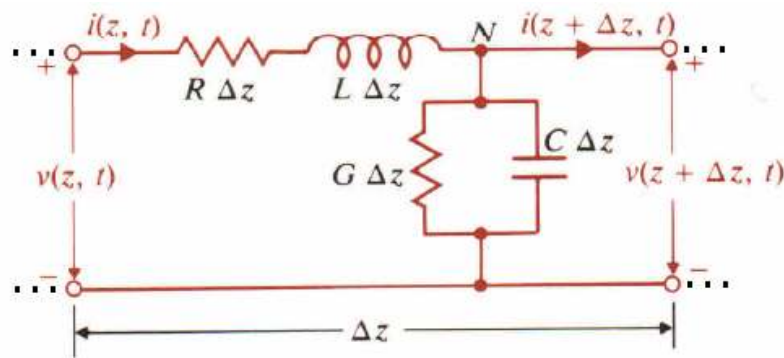 i(z, t) N i(z + Δz, t)
+ +
R Δz L Δz
v(z, t) G Δz C Δz v(z + Δz, t)
− −
Δz